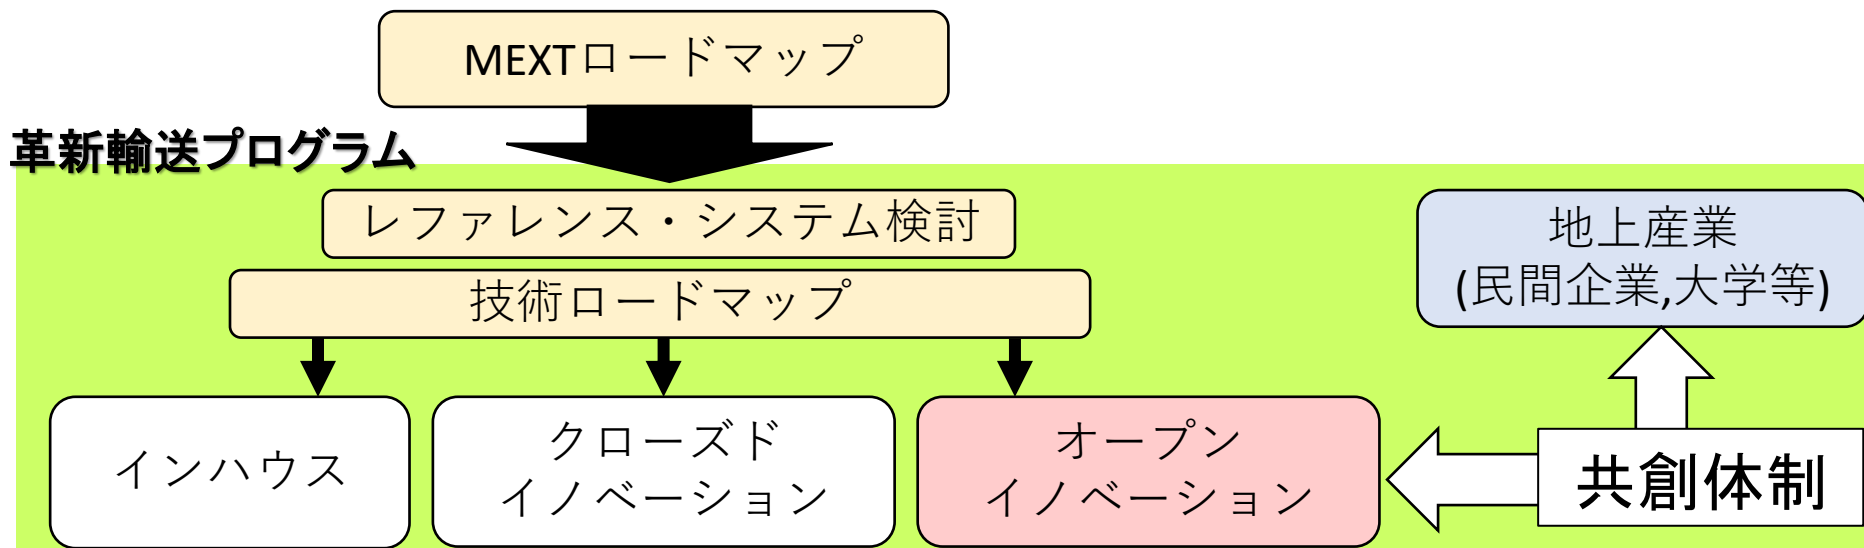 MEXTロードマップ
革新輸送プログラム
レファレンス・システム検討
技術ロードマップ
地上産業
(民間企業,大学等)
インハウス
クローズド
イノベーション
オープン
イノベーション
共創体制